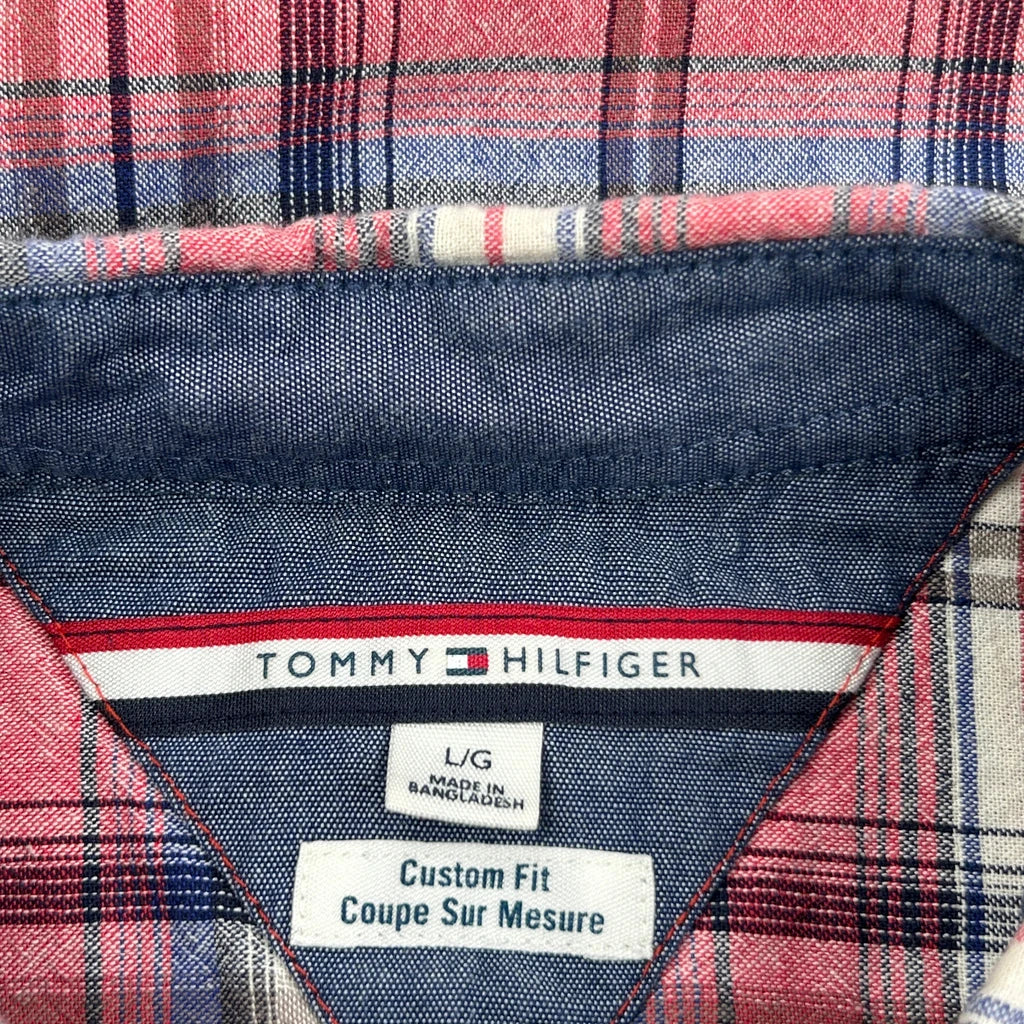 TOMMY HILFIGER
L/G
MADE IN
BANGLADESH
Custom Fit
Coupe Sur Mesure